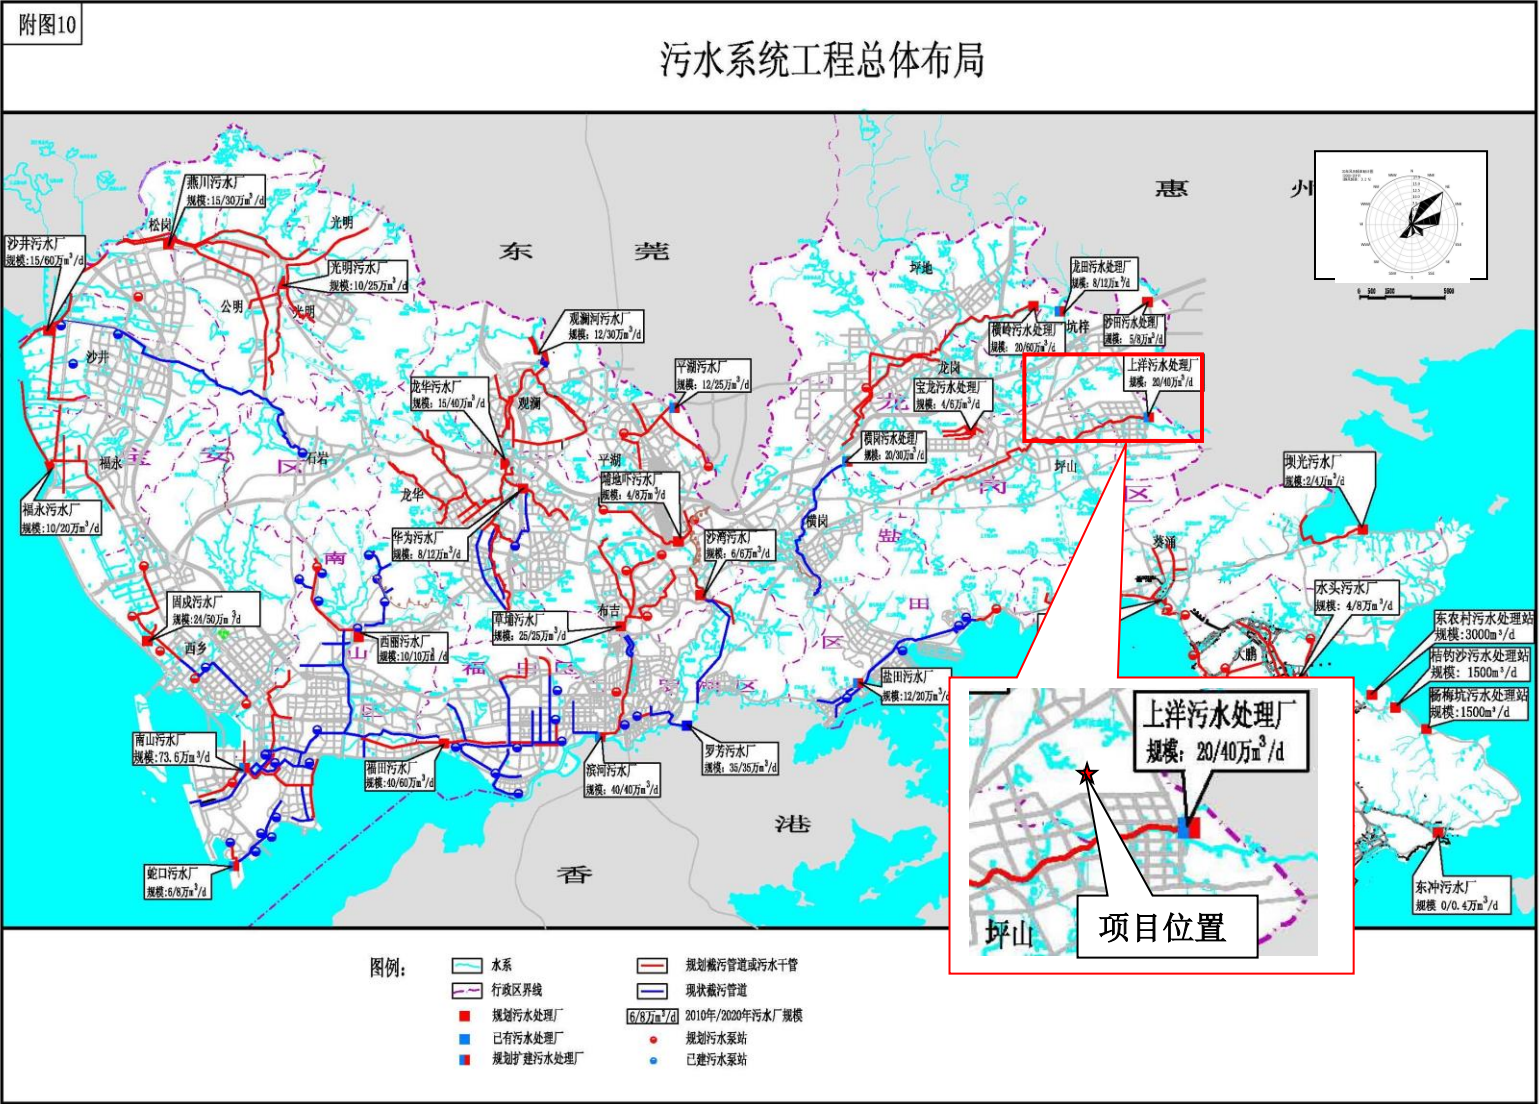 附图10
污水系统工程总体布局
惠 州
东 莞
香 港
燕川污水厂
规模:15/30万m³/d
松岗
光明
沙井污水厂
规模:15/60万m³/d
光明污水厂
规模:10/25万m³/d
公明
光明
沙井
观澜河污水厂
规模: 12/30万m³/d
平湖污水厂
规模: 12/25万m³/d
龙华污水厂
规模: 15/40万m³/d
观澜
坪地
龙田污水处理厂
规模: 8/12万m³/d
横岭污水处理厂
规模: 20/60万m³/d
坑梓
沙田污水处理厂
规模: 5/8万m³/d
上洋污水处理厂
规模: 20/40万m³/d
龙岗
宝龙污水处理厂
规模: 4/6万m³/d
横岗污水处理厂
规模: 20/30万m³/d
龙
岗
区
坪山
宝
安
区
石岩
福永
福永污水厂
规模:10/20万m³/d
龙华
平湖
埔地吓污水厂
规模: 4/8万m³/d
华为污水厂
规模: 8/12万m³/d
沙湾污水厂
规模: 6/6万m³/d
横岗
盐
田
区
坝光污水厂
规模:2/4万m³/d
葵涌
水头污水厂
规模: 4/8万m³/d
大鹏
东农村污水处理站
规模:3000m³/d
桔钓沙污水处理站
规模: 1500m³/d
杨梅坑污水处理站
规模:1500m³/d
南
山
区
固戍污水厂
规模:24/50万m³/d
西乡
西丽污水厂
规模:10/10万m³/d
草埔污水厂
规模: 25/25万m³/d
布吉
福田区
罗湖区
盐田污水厂
规模:12/20万m³/d
南山污水厂
规模:73.6万m³/d
福田污水厂
规模:40/60万m³/d
滨河污水厂
规模: 40/40万m³/d
罗芳污水厂
规模: 35/35万m³/d
蛇口污水厂
规模:6/8万m³/d
东冲污水厂
规模 0/0.4万m³/d
上洋污水处理厂
规模: 20/40万m³/d
坪山
项目位置
0 500 1500 5000
图例:
水系
行政区界线
规划污水处理厂
已有污水处理厂
规划扩建污水处理厂
规划截污管道或污水干管
现状截污管道
6/8万m³/d 2010年/2020年污水厂规模
规划污水泵站
已建污水泵站